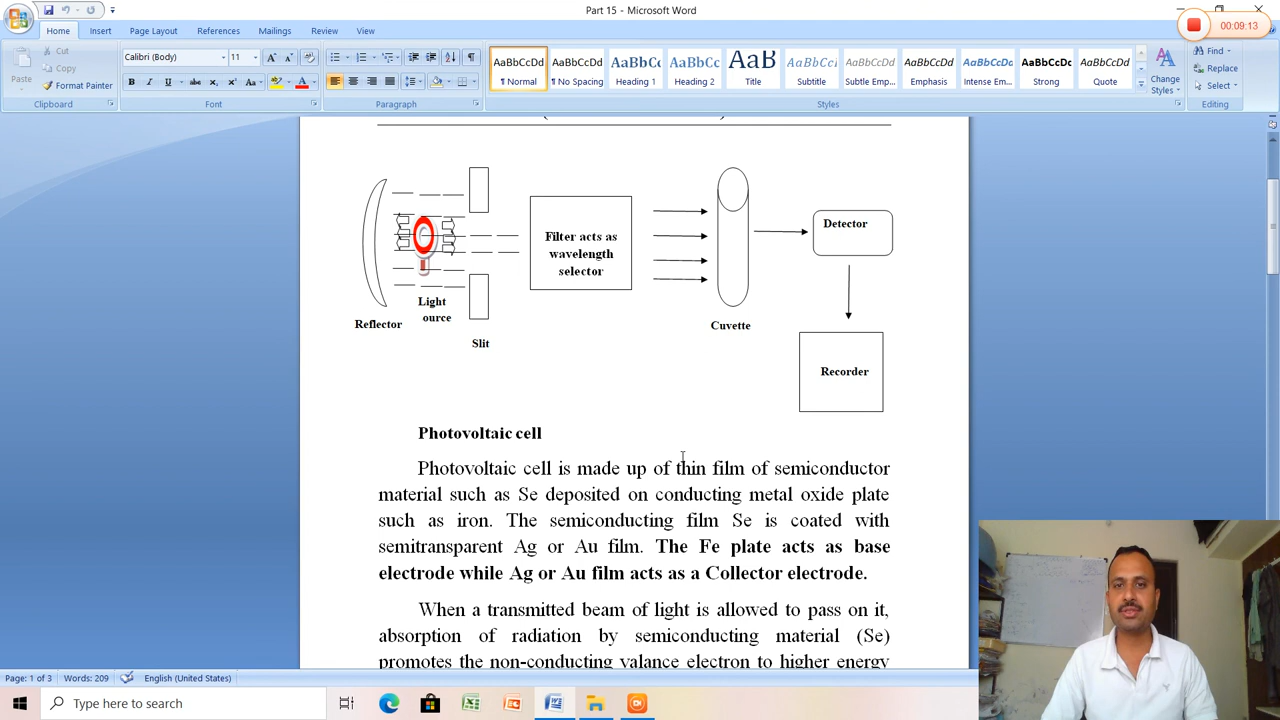 Part 15 - Microsoft Word
00:09:13
Home
Insert
Page Layout
References
Mailings
Review
View
Paste
Cut
Copy
Format Painter
Clipboard
Calibri (Body)
11
Font
Paragraph
AaBbCcDd
¶ Normal
AaBbCcDd
¶ No Spacing
AaBbC
Heading 1
AaBbCc
Heading 2
AaB
Title
AaBbCcL
Subtitle
AaBbCcDd
Subtle Emp...
AaBbCcDd
Emphasis
AaBbCcDd
Intense Em...
AaBbCcDd
Strong
AaBbCcDd
Quote
Change
Styles
Styles
Find
Replace
Select
Editing
Filter acts as
wavelength
selector
Detector
Light
ource
Reflector
Slit
Cuvette
Recorder
Photovoltaic cell
Photovoltaic cell is made up of thin film of semiconductor
material such as Se deposited on conducting metal oxide plate
such as iron. The semiconducting film Se is coated with
semitransparent Ag or Au film. The Fe plate acts as base
electrode while Ag or Au film acts as a Collector electrode.
When a transmitted beam of light is allowed to pass on it,
absorption of radiation by semiconducting material (Se)
promotes the non-conducting valance electron to higher energy
Page: 1 of 3
Words: 209
English (United States)
Type here to search